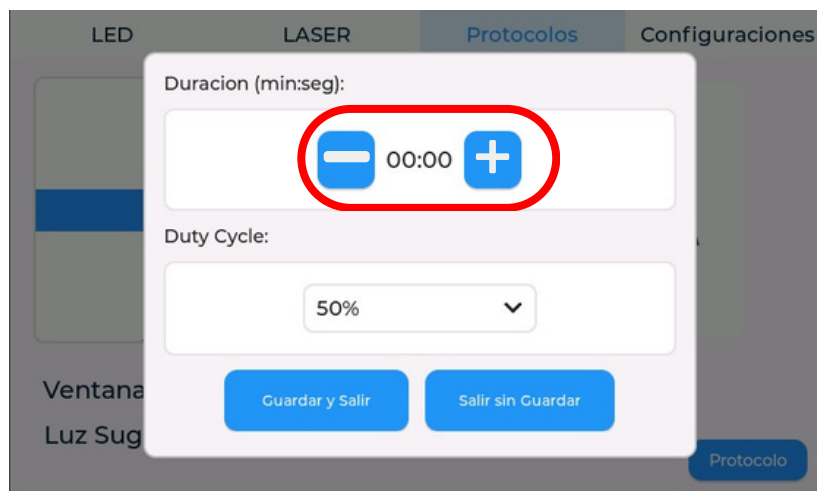 LED LASER Protocolos Configuraciones
Duracion (min:seg):
00:00
Duty Cycle:
50%
Guardar y Salir Salir sin Guardar
Ventana
Luz Sug
Protocolo